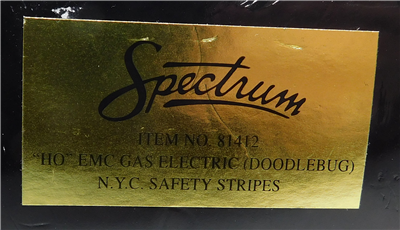 Spectrum
ITEM NO. 81412
"HO" EMC GAS ELECTRIC (DOODLEBUG)
N.Y.C. SAFETY STRIPES